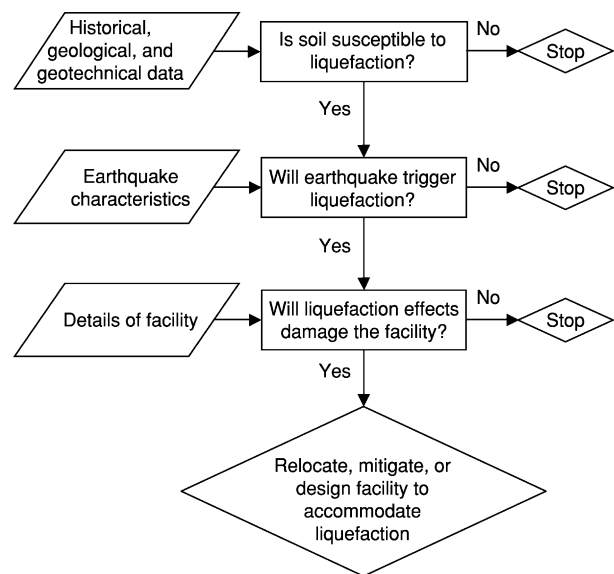 Historical,
geological, and
geotechnical data
Is soil susceptible to
liquefaction?
No
Stop
Yes
Earthquake
characteristics
Will earthquake trigger
liquefaction?
No
Stop
Yes
Details of facility
Will liquefaction effects
damage the facility?
No
Stop
Yes
Relocate, mitigate, or
design facility to
accommodate
liquefaction